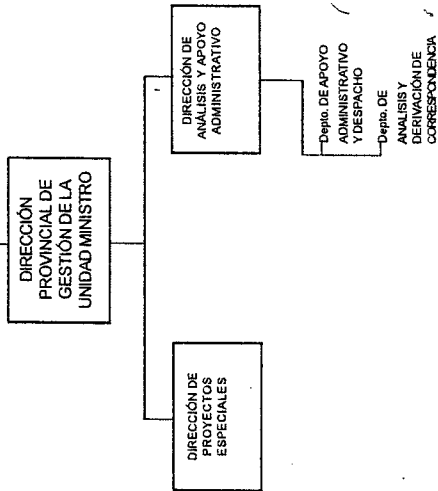 DIRECCIÓN
PROVINCIAL DE
GESTIÓN DE LA
UNIDAD MINISTRO
DIRECCIÓN DE
PROYECTOS
ESPECIALES
DIRECCIÓN DE
ANÁLISIS Y APOYO
ADMINISTRATIVO
Depto. DE APOYO
ADMINISTRATIVO
Y DESPACHO
Depto. DE
ANALISIS Y
DERIVACIÓN DE
CORRESPONDENCIA